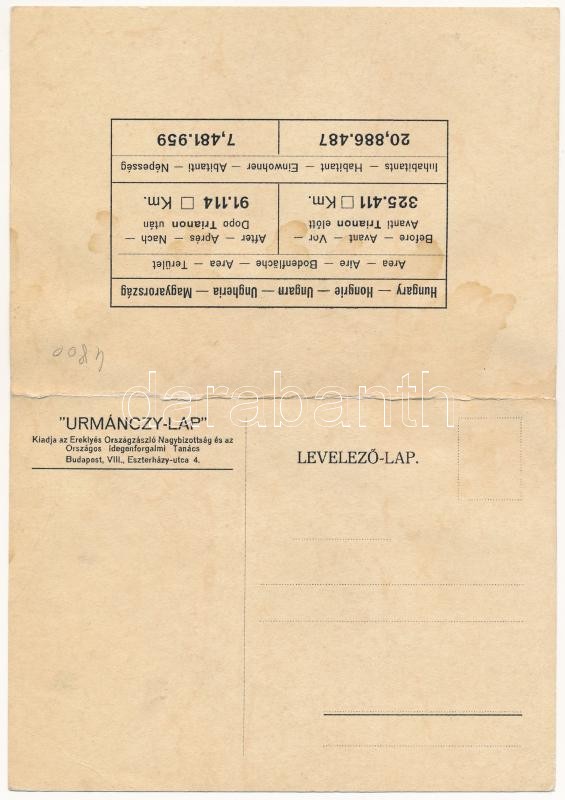 Hungary — Hongrie — Ungarn — Ungheria — Magyarország
Area — Aire — Bodenfläche — Area — Terület
Before — Avant — Vor —
Avanti Trianon előtt
325.411 □ Km.
After — Après — Nach —
Dopo Trianon után
91.114 □ Km.
Inhabitants — Habitant — Einwohner — Abitanti — Népesség
20,886.487
7,481.959
4800
darabanth
"URMÁNCZY-LAP"
Kiadja az Ereklyés Országzászló Nagybizottság és az
Országos idegenforgalmi Tanács
Budapest, VIII., Eszterházy-utca 4.
LEVELEZŐ-LAP.